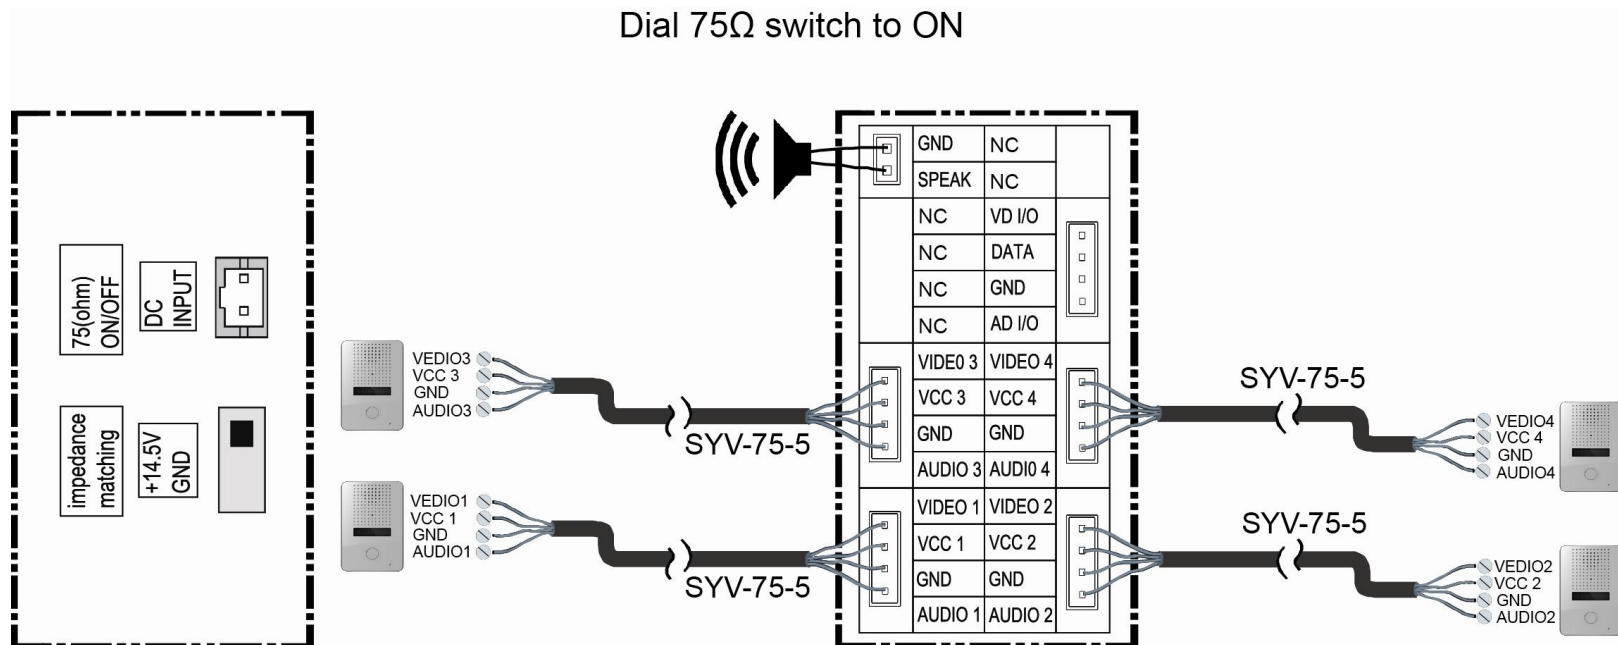 Dial 75Ω switch to ON
75(ohm)
ON/OFF
DC
INPUT
impedance
matching
+14.5V
GND
VEDIO3
VCC 3
GND
AUDIO3
SYV-75-5
VEDIO1
VCC 1
GND
AUDIO1
SYV-75-5
GND NC
SPEAK NC
NC VD I/O
NC DATA
NC GND
NC AD I/O
VIDE0 3 VIDEO 4
VCC 3 VCC 4
GND GND
AUDIO 3 AUDI0 4
VIDEO 1 VIDEO 2
VCC 1 VCC 2
GND GND
AUDIO 1 AUDIO 2
SYV-75-5
VEDIO4
VCC 4
GND
AUDIO4
SYV-75-5
VEDIO2
VCC 2
GND
AUDIO2